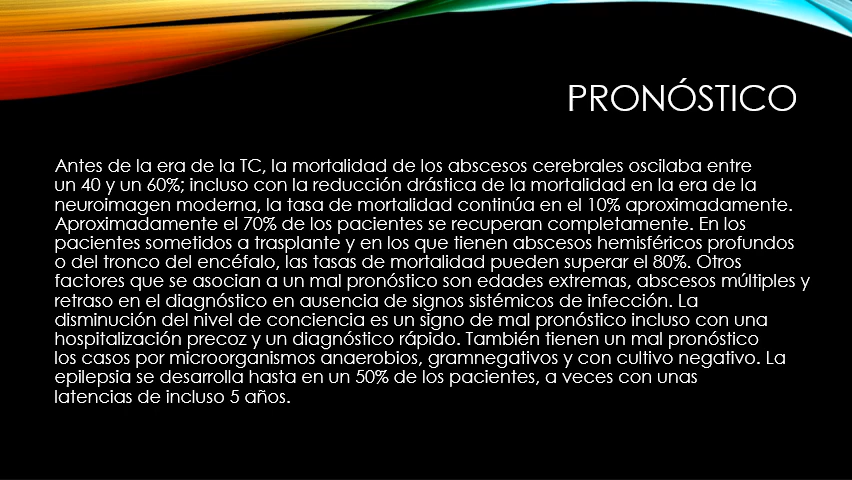 PRONÓSTICO
Antes de la era de la TC, la mortalidad de los abscesos cerebrales oscilaba entre
un 40 y un 60%; incluso con la reducción drástica de la mortalidad en la era de la
neuroimagen moderna, la tasa de mortalidad continúa en el 10% aproximadamente.
Aproximadamente el 70% de los pacientes se recuperan completamente. En los
pacientes sometidos a trasplante y en los que tienen abscesos hemisféricos profundos
o del tronco del encéfalo, las tasas de mortalidad pueden superar el 80%. Otros
factores que se asocian a un mal pronóstico son edades extremas, abscesos múltiples y
retraso en el diagnóstico en ausencia de signos sistémicos de infección. La
disminución del nivel de conciencia es un signo de mal pronóstico incluso con una
hospitalización precoz y un diagnóstico rápido. También tienen un mal pronóstico
los casos por microorganismos anaerobios, gramnegativos y con cultivo negativo. La
epilepsia se desarrolla hasta en un 50% de los pacientes, a veces con unas
latencias de incluso 5 años.